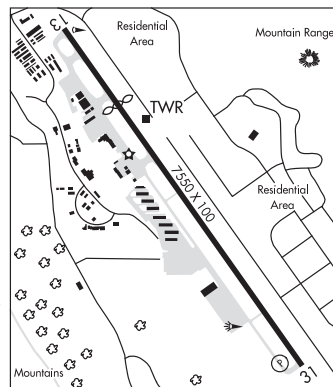 13
Residential
Area
Mountain Range
TWR
7550 X 100
Residential
Area
Mountains
P
31